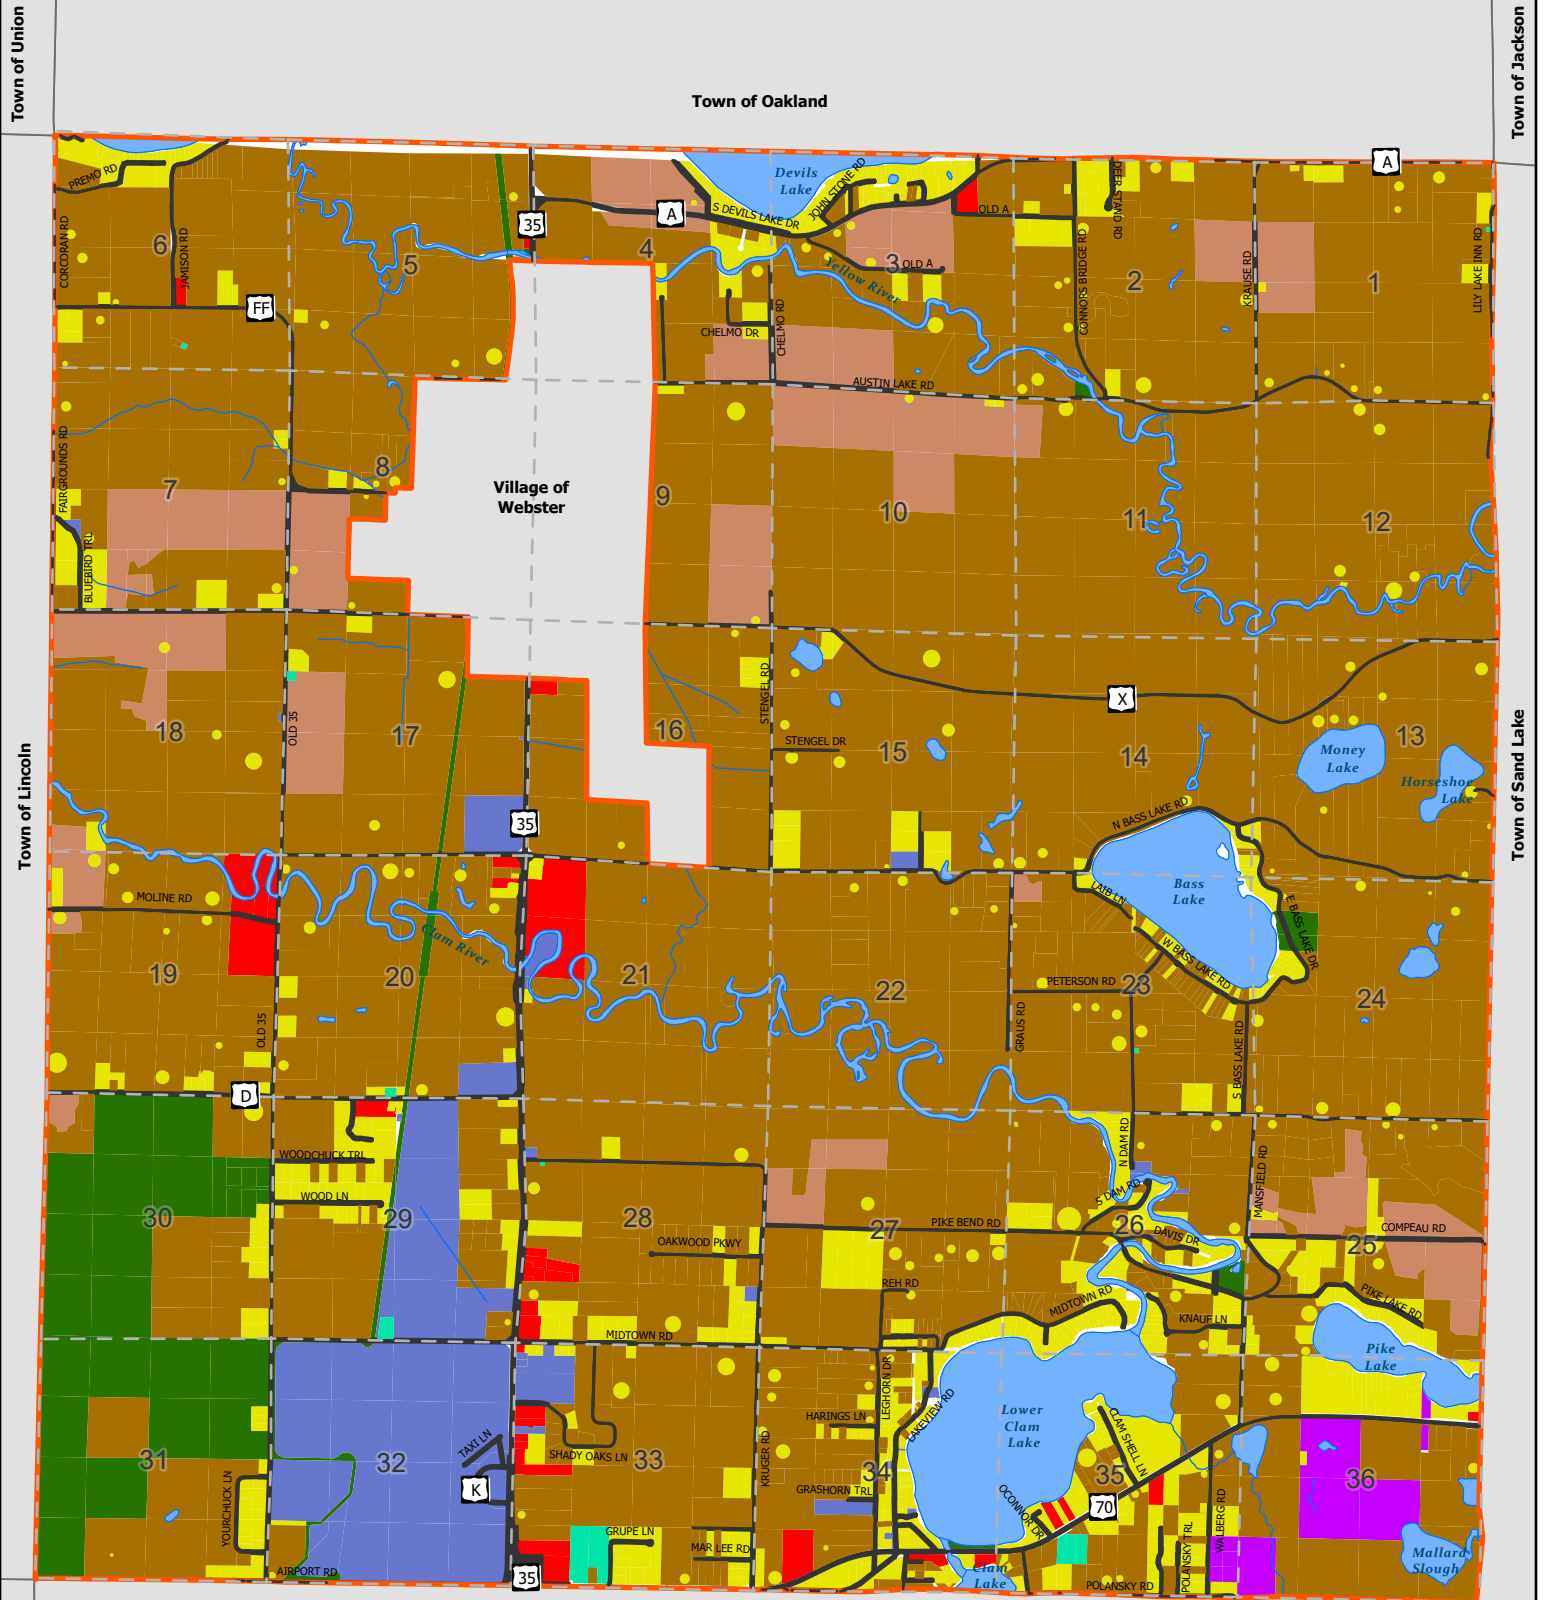 Town of Union
Town of Oakland
Town of Jackson
A
PREMO RD
Devils
Lake
JOHN STONE RD
DEER STAND RD
CORCORAN RD
JAMISON RD
6
5
35
A
S DEVILS LAKE DR
OLD A
4
3
OLD A
Yellow River
2
1
CONNORS BRIDGE RD
KRAUSE RD
LILY LAKE INN RD
FF
CHELMO DR
CHELMO RD
AUSTIN LAKE RD
FAIRGROUNDS RD
7
8
Village of
Webster
9
10
11
12
BLUEBIRD TRL
18
OLD 35
17
16
STENGEL RD
STENGEL DR
15
X
14
13
Money
Lake
Horseshoe
Lake
Town of Lincoln
Town of Sand Lake
35
N BASS LAKE RD
Bass
Lake
LAIB LN
E BASS LAKE DR
W BASS LAKE RD
MOLINE RD
Clam River
19
20
21
22
PETERSON RD
23
24
OLD 35
GRAUS RD
S BASS LAKE RD
D
WOODCHUCK TRL
WOOD LN
30
29
28
OAKWOOD PKWY
27
PIKE BEND RD
N DAM RD
S DAM RD
26
DAVIS DR
MANSFIELD RD
COMPEAU RD
25
REH RD
MIDTOWN RD
KNAUF LN
PIKE LAKE RD
MIDTOWN RD
Pike
Lake
LEGHORN DR
LAKEVIEW RD
HARINGS LN
Lower
Clam
Lake
CLAM SHELL LN
31
32
TAXI LN
K
SHADY OAKS LN
33
KRUGER RD
34
GRASHORN TRL
OCONNOR DR
35
70
36
YOURCHUCK LN
WALBERG RD
GRUPE LN
MAR LEE RD
AIRPORT RD
35
Clam
Lake
POLANSKY RD
POLANSKY TRL
Mallard
Slough